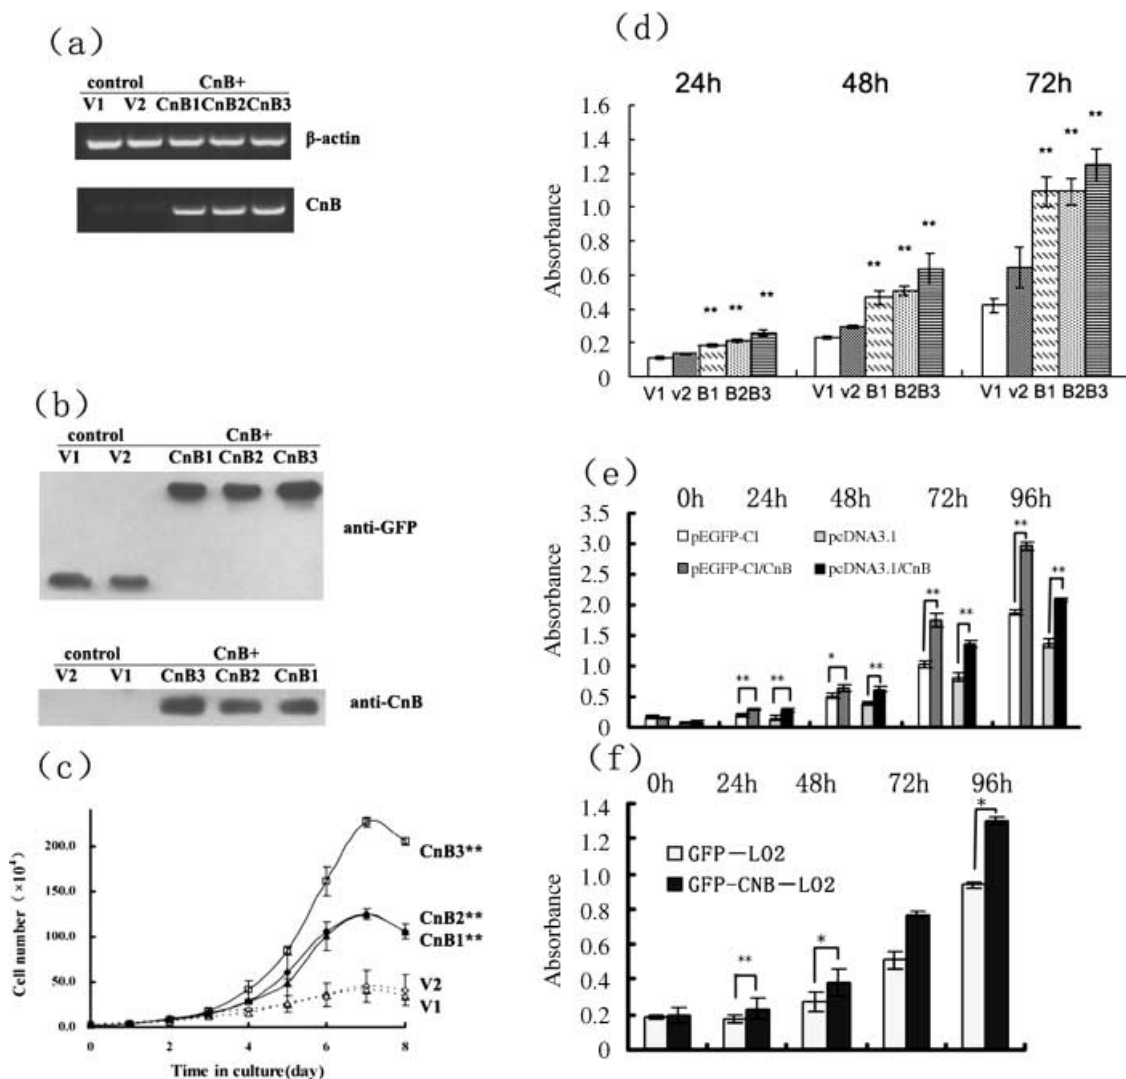 (a)
control CnB+
V1 V2 CnB1CnB2CnB3
β-actin
CnB
(b)
control CnB+
V1 V2 CnB1 CnB2 CnB3
anti-GFP
control CnB+
V2 V1 CnB3 CnB2 CnB1
anti-CnB
(c)
Cell number (×10⁴)
200.0
150.0
100.0
50.0
0.0
0 2 4 6 8
Time in culture(day)
CnB3**
CnB2**
CnB1**
V2
V1
(d)
24h 48h 72h
Absorbance
1.6
1.4
1.2
1.0
0.8
0.6
0.4
0.2
0
** ** **
** ** **
** ** **
V1 v2 B1 B2B3 V1 v2 B1 B2B3 V1 v2 B1 B2B3
(e)
0h 24h 48h 72h 96h
Absorbance
3.5
3.0
2.5
2.0
1.5
1.0
0.5
0
pEGFP-Cl pcDNA3.1
pEGFP-Cl/CnB pcDNA3.1/CnB
** ** * ** ** ** ** **
(f)
0h 24h 48h 72h 96h
Absorbance
1.4
1.2
1.0
0.8
0.6
0.4
0.2
0
GFP—LO2
GFP-CNB—LO2
** * *